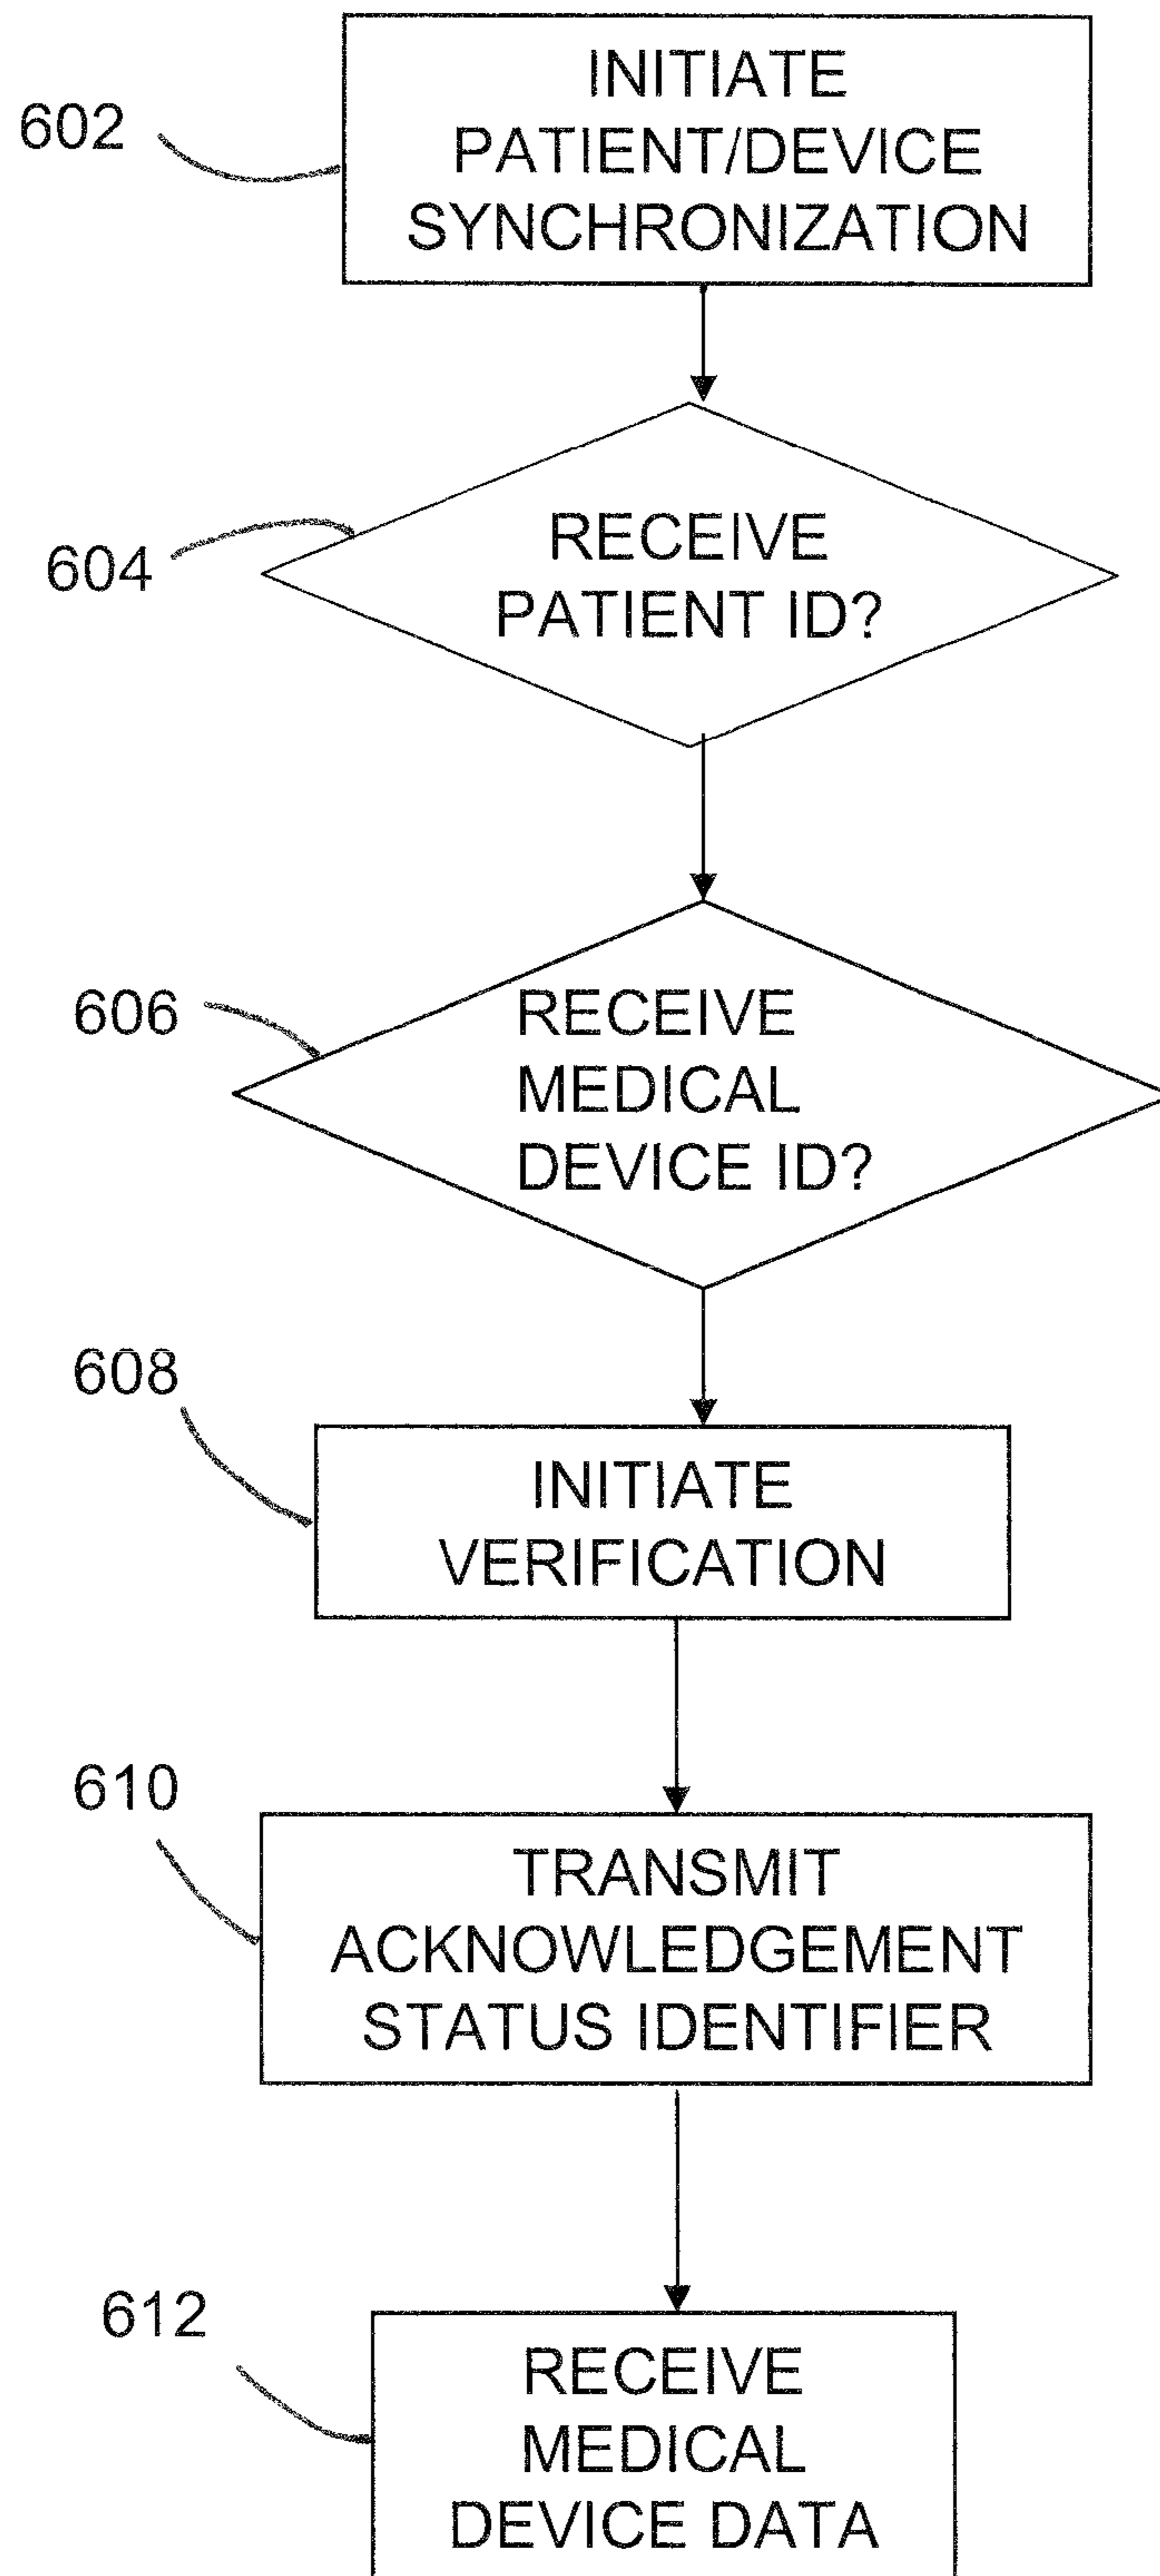 602
INITIATE
PATIENT/DEVICE
SYNCHRONIZATION
604
RECEIVE
PATIENT ID?
606
RECEIVE
MEDICAL
DEVICE ID?
608
INITIATE
VERIFICATION
610
TRANSMIT
ACKNOWLEDGEMENT
STATUS IDENTIFIER
612
RECEIVE
MEDICAL
DEVICE DATA